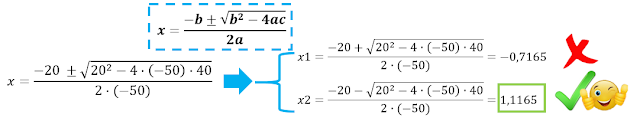 x = (−b ± √(b² − 4ac)) / 2a
x = (−20 ± √(20² − 4 · (−50) · 40)) / (2 · (−50))
x1 = (−20 + √(20² − 4 · (−50) · 40)) / (2 · (−50)) = −0,7165
x2 = (−20 − √(20² − 4 · (−50) · 40)) / (2 · (−50)) = 1,1165